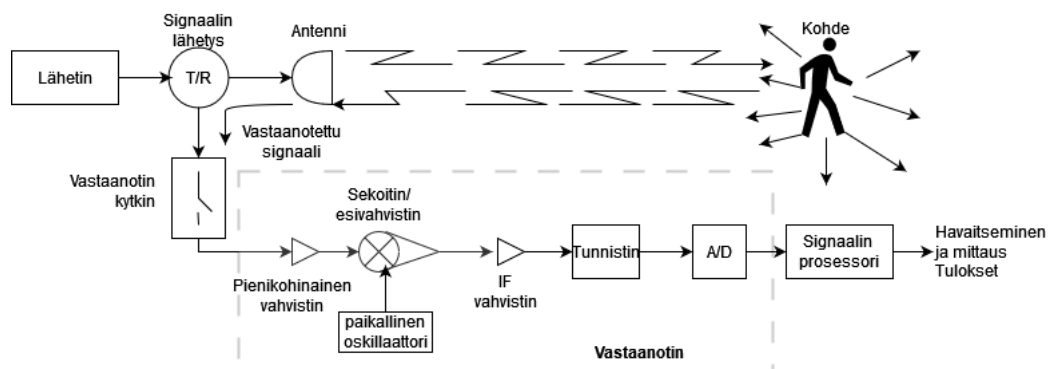 Signaalin
lähetys
Antenni
Kohde
Lähetin
T/R
Vastaanotettu
signaali
Vastaanotin
kytkin
Sekoitin/
esivahvistin
Tunnistin
A/D
Signaalin
prosessori
Havaitseminen
ja mittaus
Tulokset
Pienikohinainen
vahvistin
IF
vahvistin
paikallinen
oskillaattori
Vastaanotin